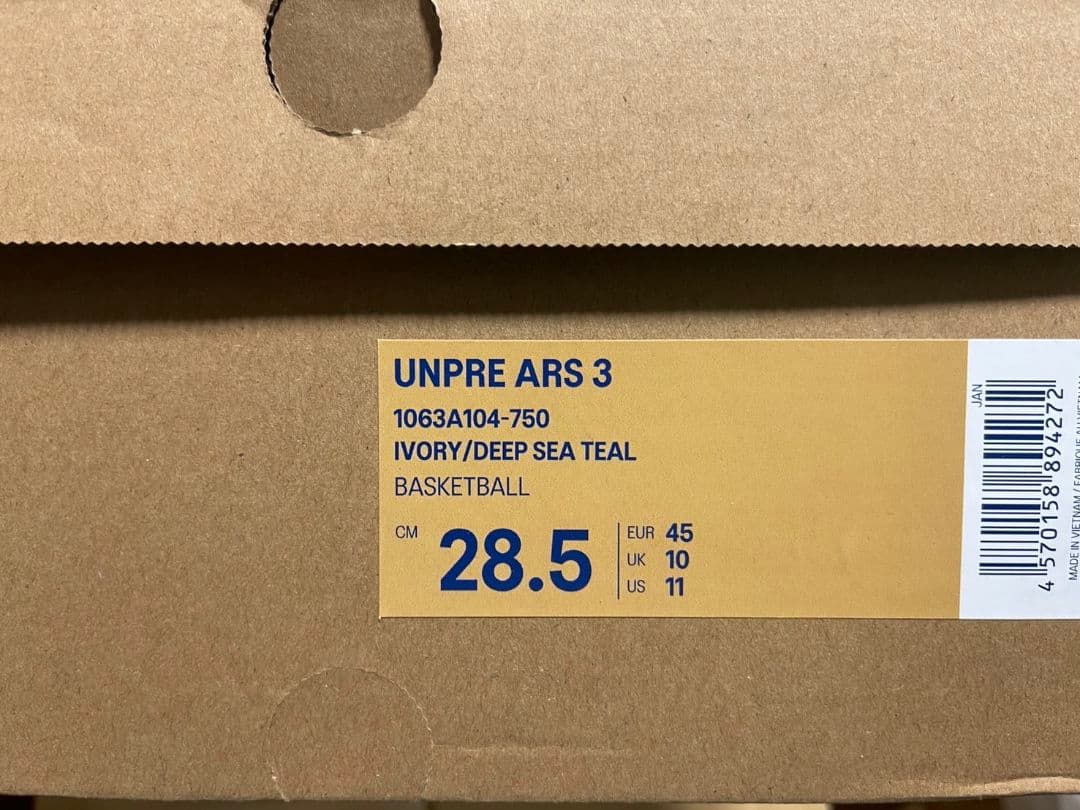 UNPRE ARS 3
1063A104-750
IVORY/DEEP SEA TEAL
BASKETBALL
CM 28.5
EUR 45
UK 10
US 11
JAN
4 570158 894272
MADE IN VIETNAM / FABRIQUÉ AU VIETNAM